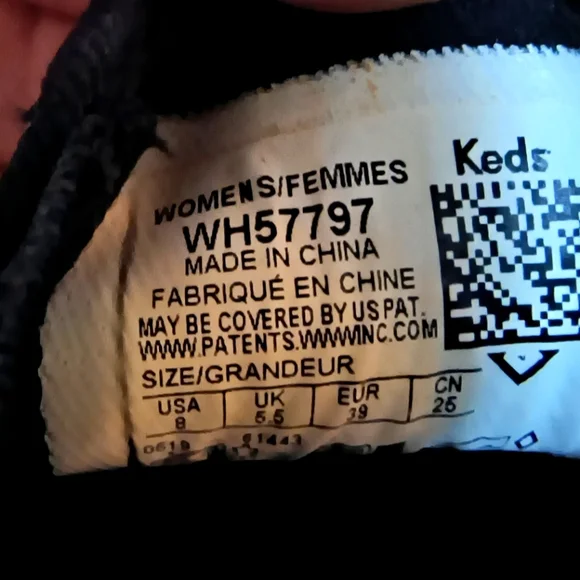 Keds
WOMENS/FEMMES
WH57797
MADE IN CHINA
FABRIQUÉ EN CHINE
MAY BE COVERED BY US PAT.
WWW.PATENTS.WWWINC.COM
SIZE/GRANDEUR
USA UK EUR CN
8 5.5 39 25